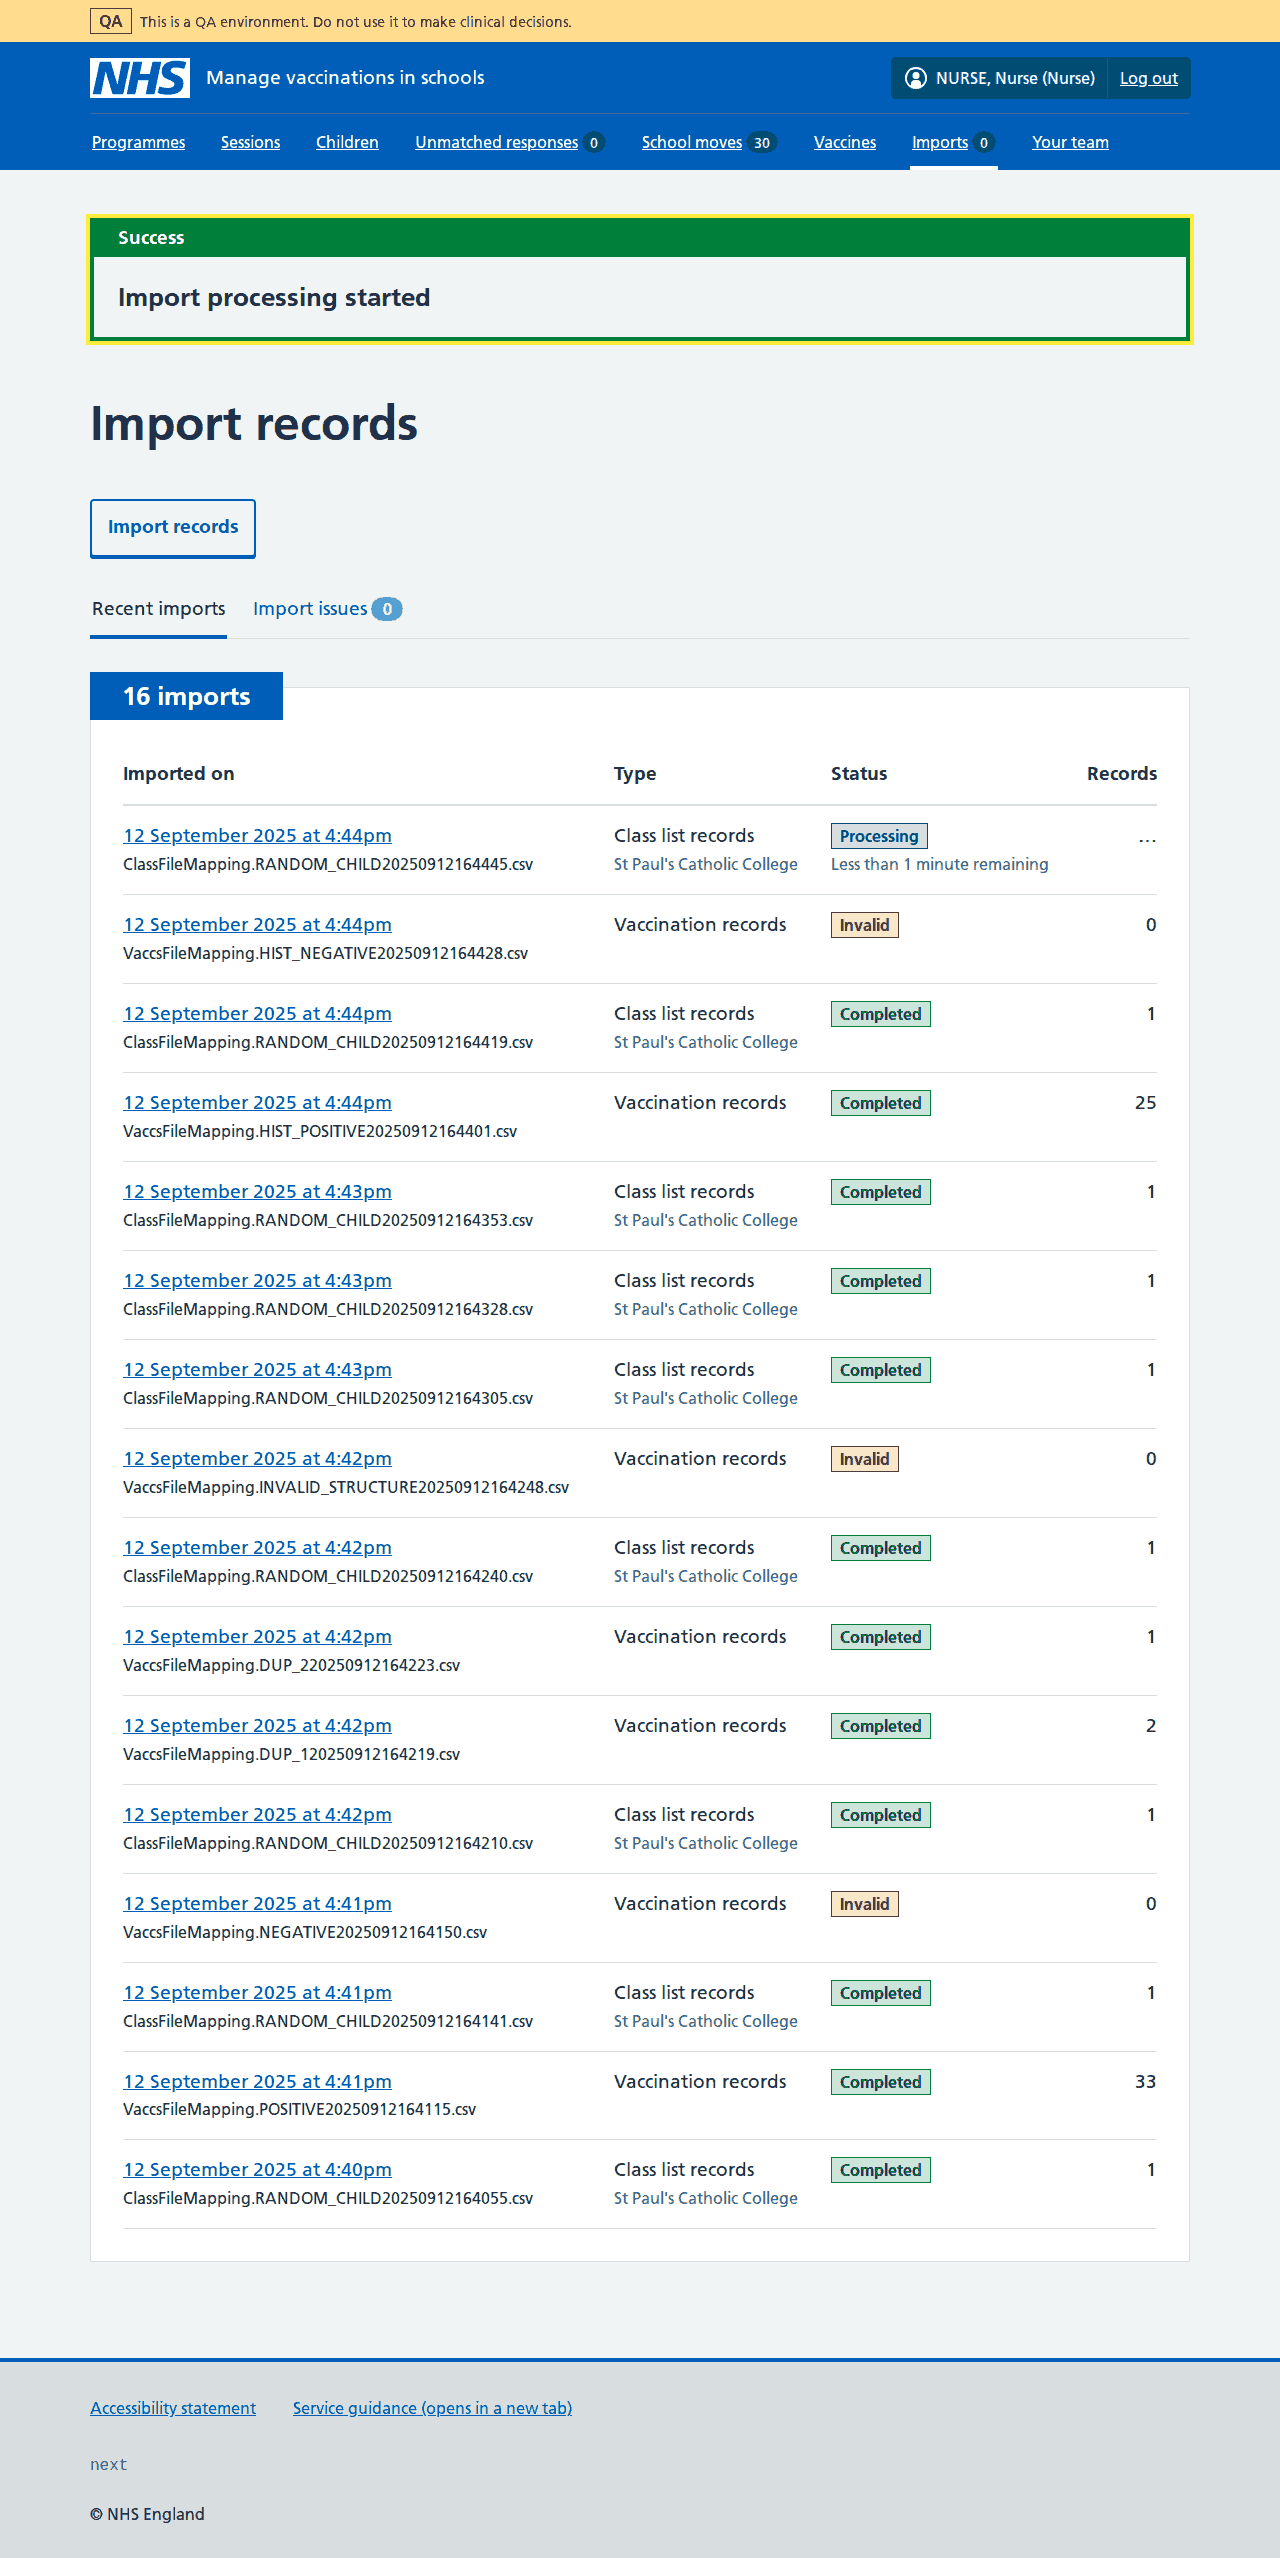 QA This is a QA environment. Do not use it to make clinical decisions.
NHS Manage vaccinations in schools NURSE, Nurse (Nurse) Log out
Programmes Sessions Children Unmatched responses 0 School moves 30 Vaccines Imports 0 Your team
Success
Import processing started
Import records
Import records
Recent imports Import issues 0
16 imports
Imported on Type Status Records
12 September 2025 at 4:44pm Class list records Processing ...
ClassFileMapping.RANDOM_CHILD20250912164445.csv St Paul's Catholic College Less than 1 minute remaining
12 September 2025 at 4:44pm Vaccination records Invalid 0
VaccsFileMapping.HIST_NEGATIVE20250912164428.csv
12 September 2025 at 4:44pm Class list records Completed 1
ClassFileMapping.RANDOM_CHILD20250912164419.csv St Paul's Catholic College
12 September 2025 at 4:44pm Vaccination records Completed 25
VaccsFileMapping.HIST_POSITIVE20250912164401.csv
12 September 2025 at 4:43pm Class list records Completed 1
ClassFileMapping.RANDOM_CHILD20250912164353.csv St Paul's Catholic College
12 September 2025 at 4:43pm Class list records Completed 1
ClassFileMapping.RANDOM_CHILD20250912164328.csv St Paul's Catholic College
12 September 2025 at 4:43pm Class list records Completed 1
ClassFileMapping.RANDOM_CHILD20250912164305.csv St Paul's Catholic College
12 September 2025 at 4:42pm Vaccination records Invalid 0
VaccsFileMapping.INVALID_STRUCTURE20250912164248.csv
12 September 2025 at 4:42pm Class list records Completed 1
ClassFileMapping.RANDOM_CHILD20250912164240.csv St Paul's Catholic College
12 September 2025 at 4:42pm Vaccination records Completed 1
VaccsFileMapping.DUP_220250912164223.csv
12 September 2025 at 4:42pm Vaccination records Completed 2
VaccsFileMapping.DUP_120250912164219.csv
12 September 2025 at 4:42pm Class list records Completed 1
ClassFileMapping.RANDOM_CHILD20250912164210.csv St Paul's Catholic College
12 September 2025 at 4:41pm Vaccination records Invalid 0
VaccsFileMapping.NEGATIVE20250912164150.csv
12 September 2025 at 4:41pm Class list records Completed 1
ClassFileMapping.RANDOM_CHILD20250912164141.csv St Paul's Catholic College
12 September 2025 at 4:41pm Vaccination records Completed 33
VaccsFileMapping.POSITIVE20250912164115.csv
12 September 2025 at 4:40pm Class list records Completed 1
ClassFileMapping.RANDOM_CHILD20250912164055.csv St Paul's Catholic College
Accessibility statement Service guidance (opens in a new tab)
next
© NHS England